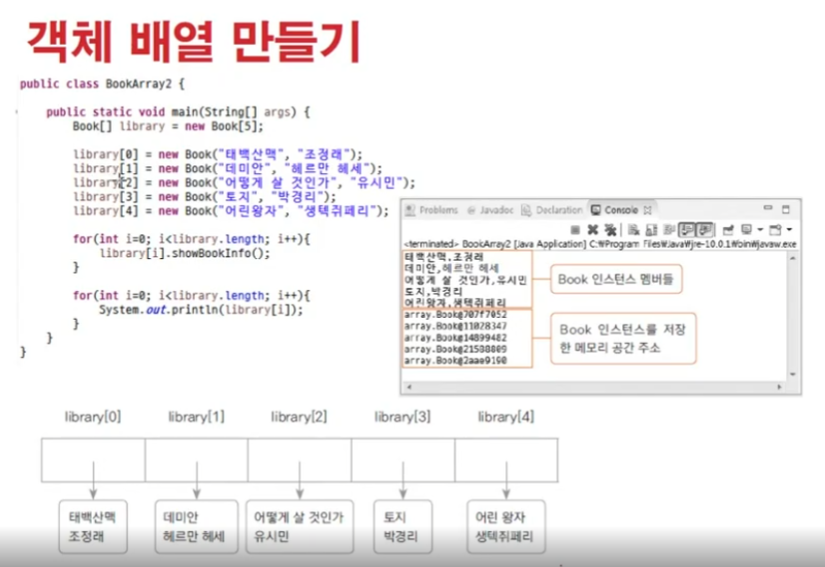 객체 배열 만들기
public class BookArray2 {
public static void main(String[] args) {
Book[] library = new Book[5];
library[0] = new Book("태백산맥", "조정래");
library[1] = new Book("데미안", "헤르만 헤세");
library[2] = new Book("어떻게 살 것인가", "유시민");
library[3] = new Book("토지", "박경리");
library[4] = new Book("어린왕자", "생텍쥐페리");
for(int i=0; i<library.length; i++){
library[i].showBookInfo();
}
for(int i=0; i<library.length; i++){
System.out.println(library[i]);
}
}
}
Problems Javadoc Declaration Console
<terminated> BookArray2 [Java Application] C:₩Program Files₩Java₩jre-10.0.1₩bin₩javaw.exe
태백산맥,조정래
데미안,헤르만 헤세
어떻게 살 것인가,유시민
토지,박경리
어린왕자,생텍쥐페리
Book 인스턴스 멤버들
array.Book@707f7052
array.Book@11028347
array.Book@14899482
array.Book@21588809
array.Book@2aae9190
Book 인스턴스를 저장
한 메모리 공간 주소
library[0] library[1] library[2] library[3] library[4]
태백산맥 데미안 어떻게 살 것인가 토지 어린 왕자
조정래 헤르만 헤세 유시민 박경리 생텍쥐페리